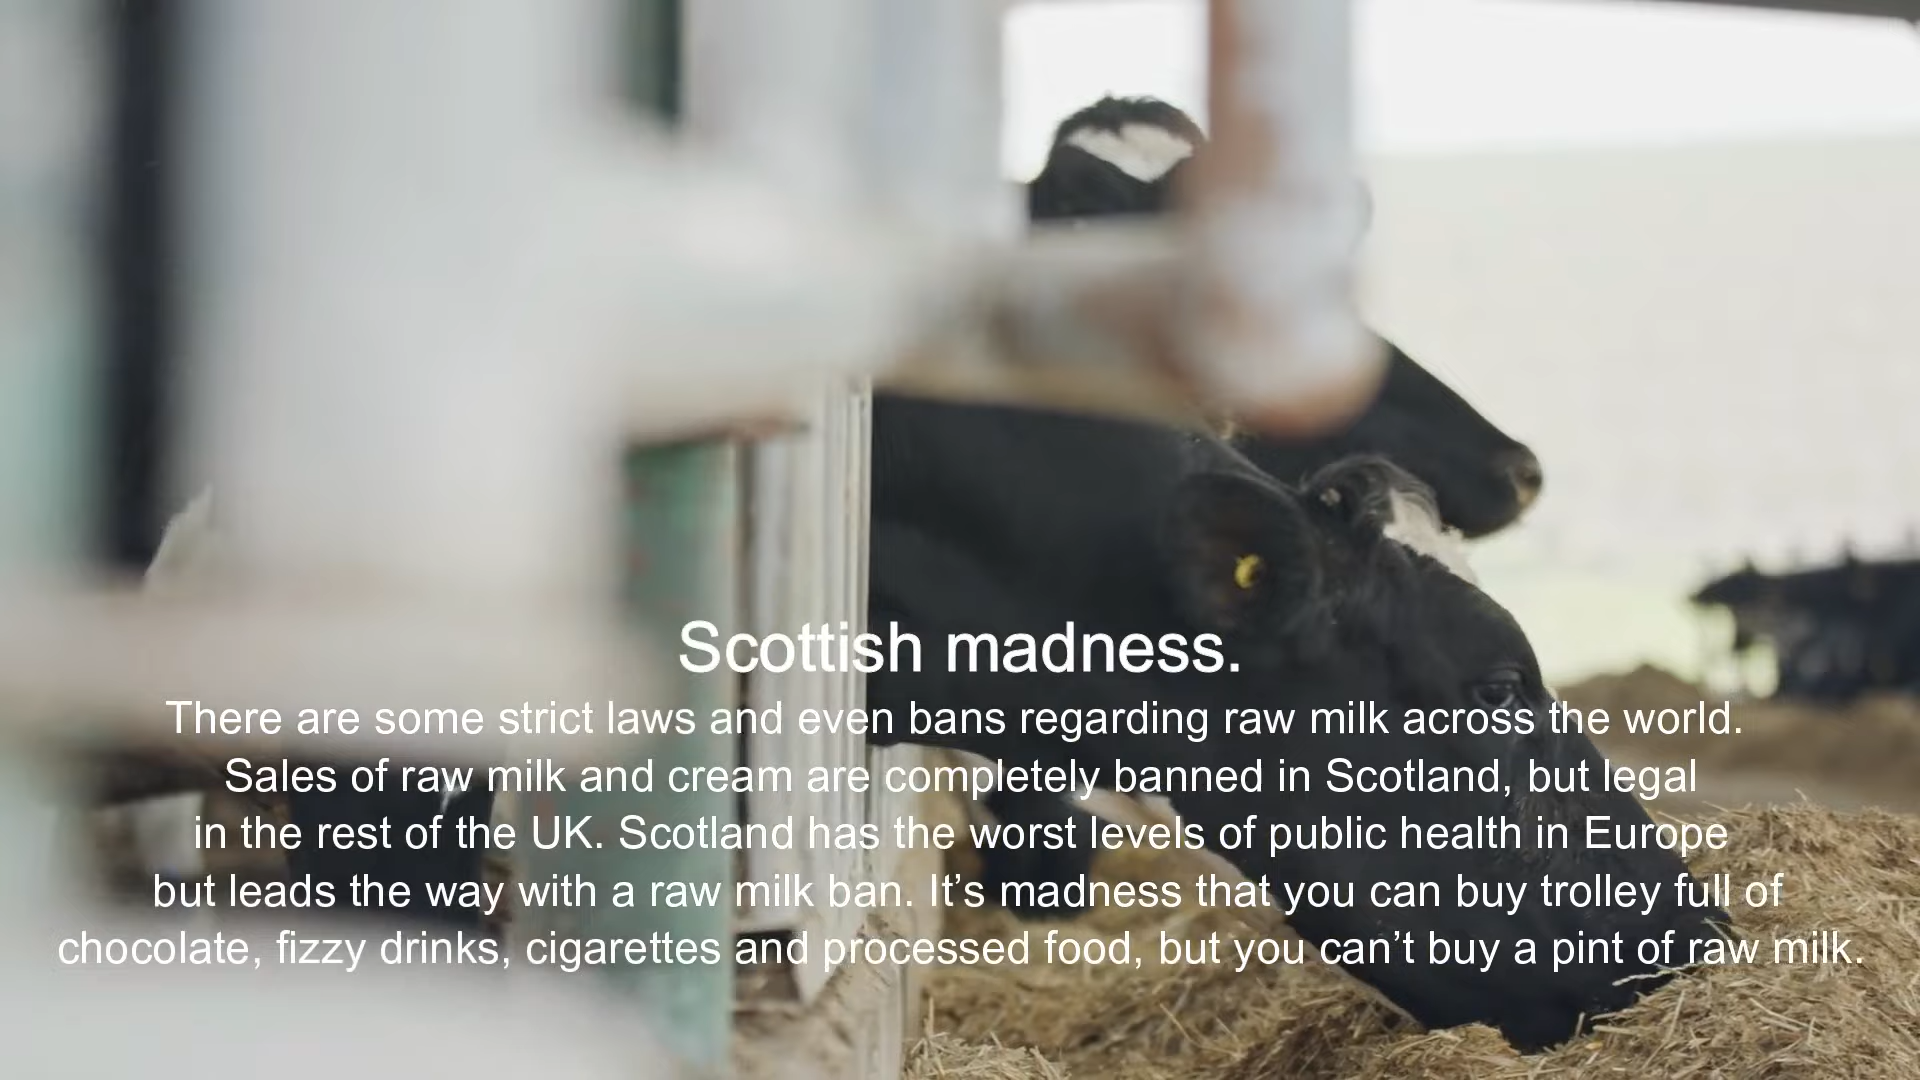 Scottish madness.
There are some strict laws and even bans regarding raw milk across the world.
Sales of raw milk and cream are completely banned in Scotland, but legal
in the rest of the UK. Scotland has the worst levels of public health in Europe
but leads the way with a raw milk ban. It’s madness that you can buy trolley full of
chocolate, fizzy drinks, cigarettes and processed food, but you can’t buy a pint of raw milk.